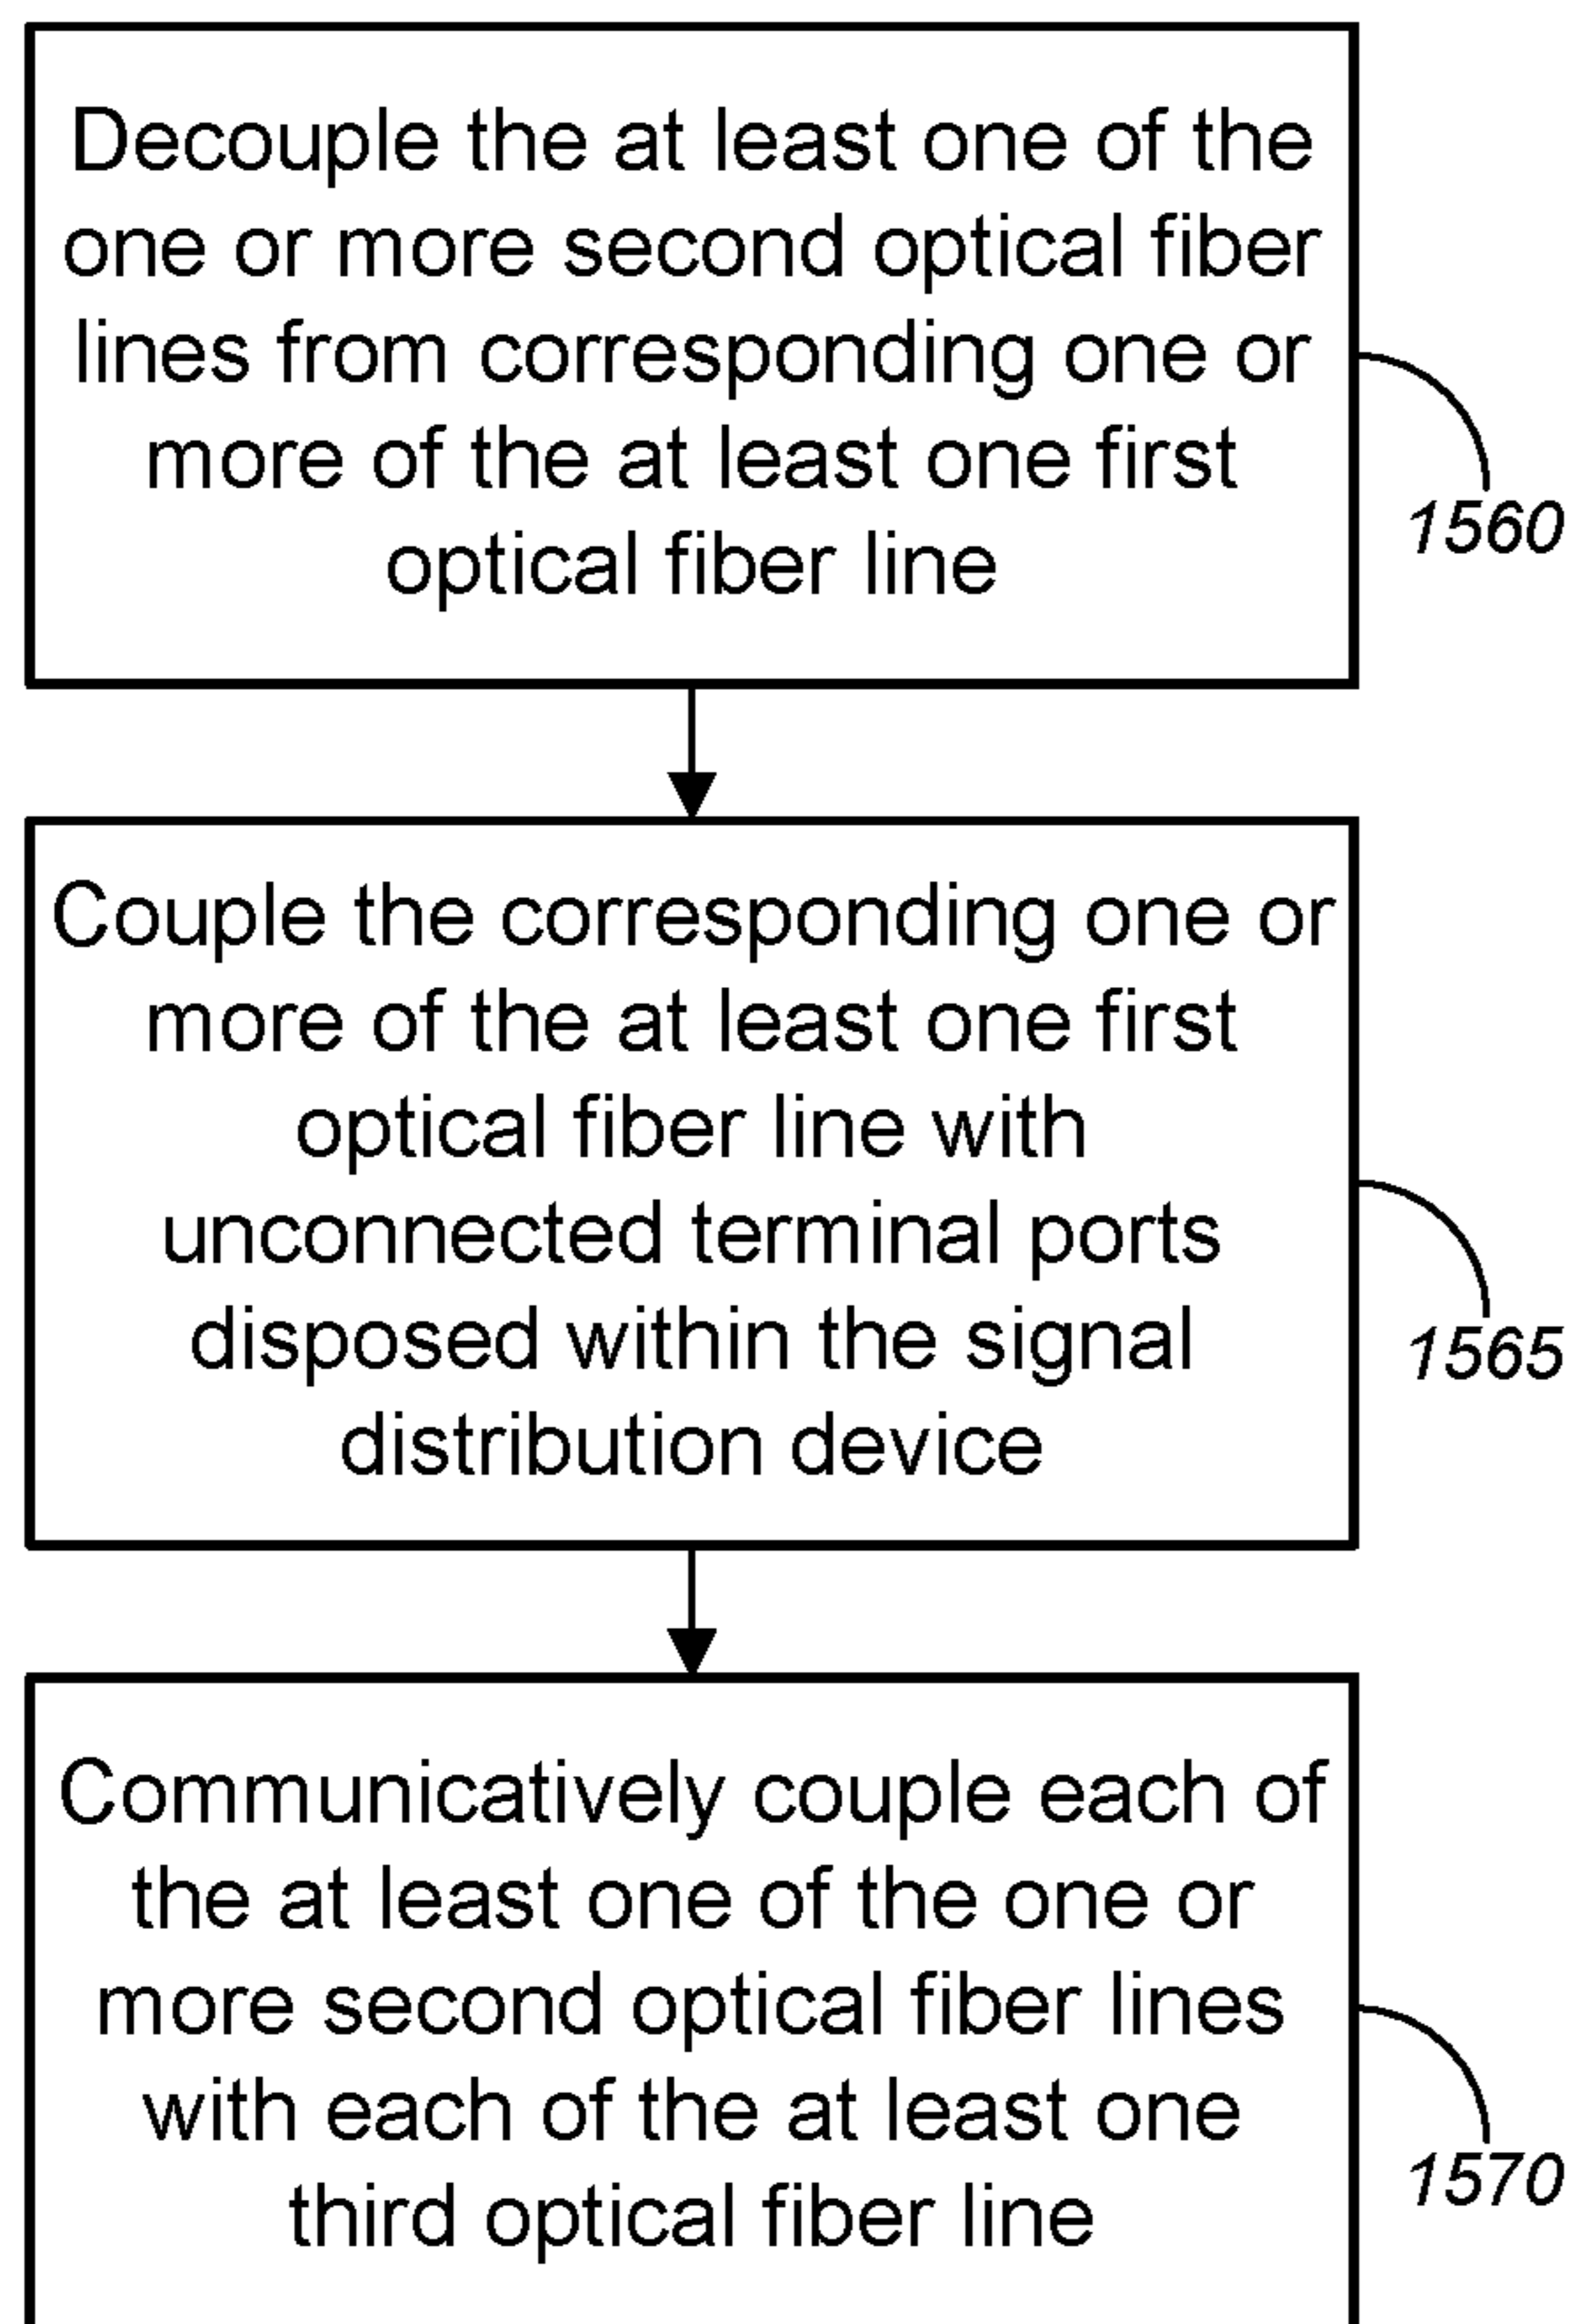 Decouple the at least one of the
one or more second optical fiber
lines from corresponding one or
more of the at least one first
optical fiber line
1560
Couple the corresponding one or
more of the at least one first
optical fiber line with
unconnected terminal ports
disposed within the signal
distribution device
1565
Communicatively couple each of
the at least one of the one or
more second optical fiber lines
with each of the at least one
third optical fiber line
1570